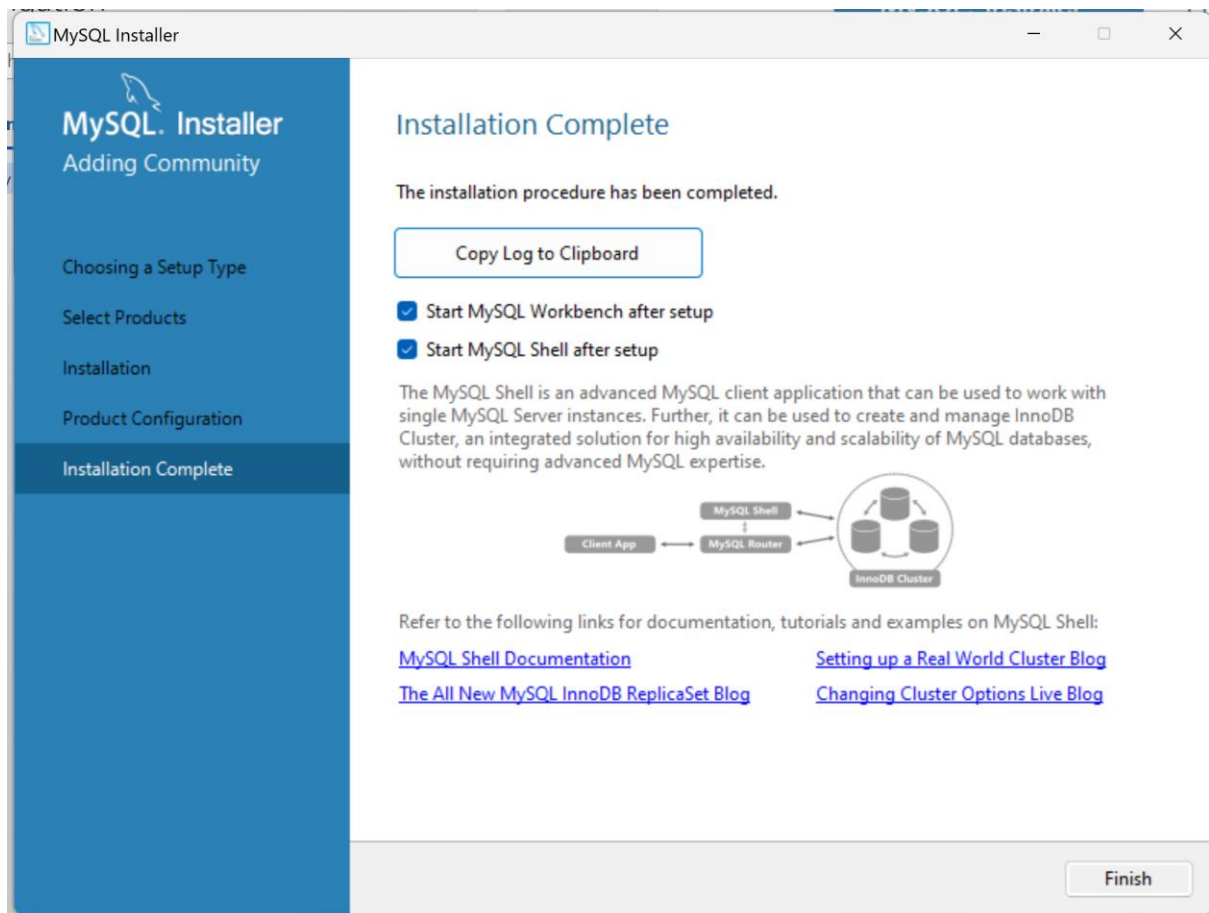 MySQL Installer
MySQL. Installer
Adding Community
Choosing a Setup Type
Select Products
Installation
Product Configuration
Installation Complete
Installation Complete
The installation procedure has been completed.
Copy Log to Clipboard
Start MySQL Workbench after setup
Start MySQL Shell after setup
The MySQL Shell is an advanced MySQL client application that can be used to work with
single MySQL Server instances. Further, it can be used to create and manage InnoDB
Cluster, an integrated solution for high availability and scalability of MySQL databases,
without requiring advanced MySQL expertise.
MySQL Shell
Client App
MySQL Router
InnoDB Cluster
Refer to the following links for documentation, tutorials and examples on MySQL Shell:
MySQL Shell Documentation
Setting up a Real World Cluster Blog
The All New MySQL InnoDB ReplicaSet Blog
Changing Cluster Options Live Blog
Finish